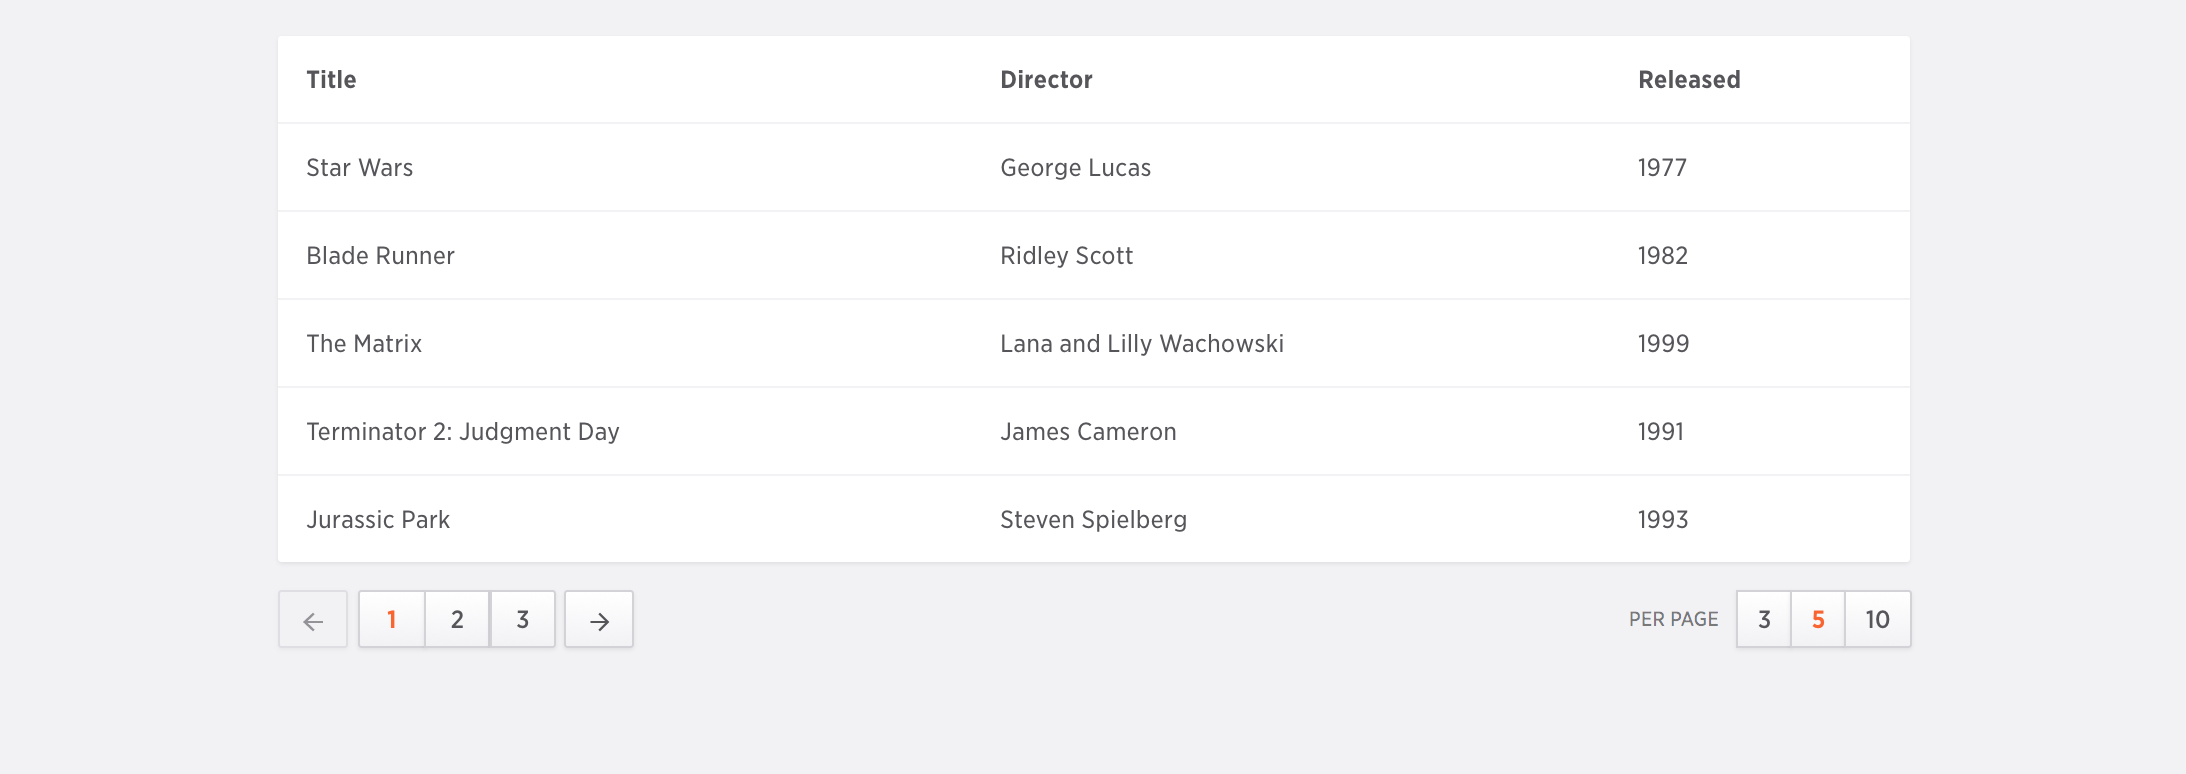 Title Director Released
Star Wars George Lucas 1977
Blade Runner Ridley Scott 1982
The Matrix Lana and Lilly Wachowski 1999
Terminator 2: Judgment Day James Cameron 1991
Jurassic Park Steven Spielberg 1993
← 1 2 3 → PER PAGE 3 5 10